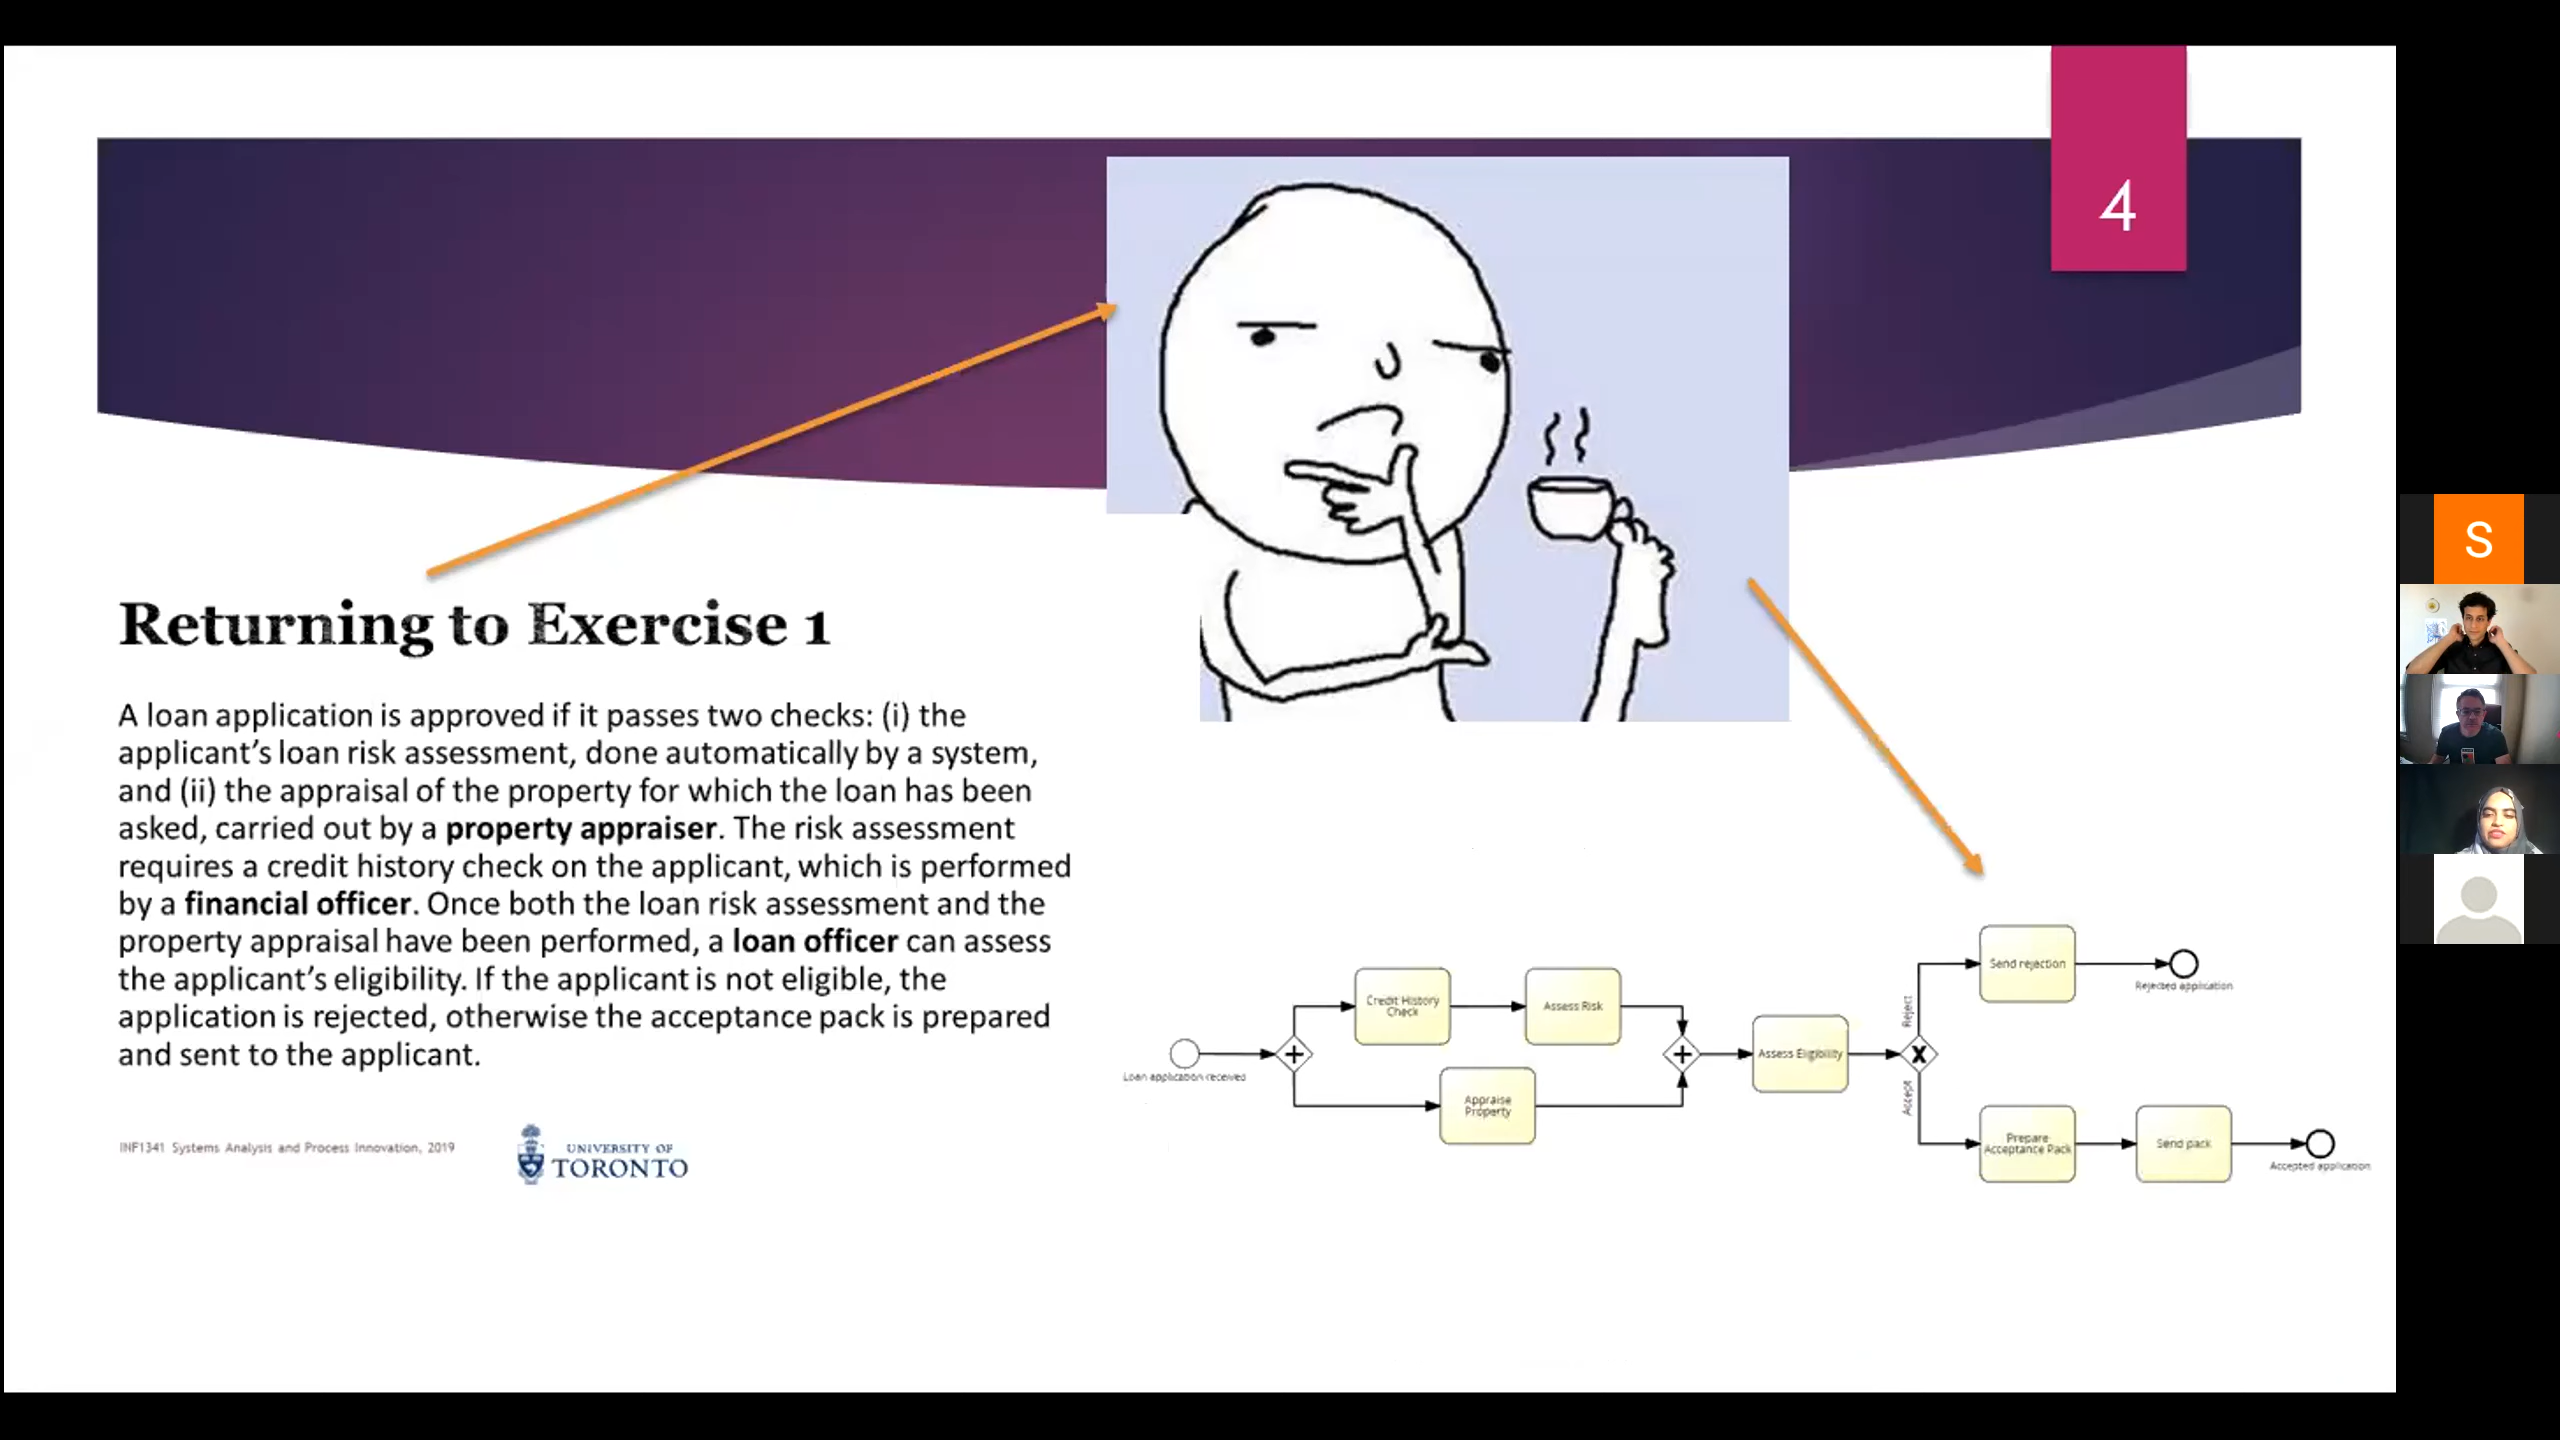 4
Returning to Exercise 1
A loan application is approved if it passes two checks: (i) the
applicant’s loan risk assessment, done automatically by a system,
and (ii) the appraisal of the property for which the loan has been
asked, carried out by a property appraiser. The risk assessment
requires a credit history check on the applicant, which is performed
by a financial officer. Once both the loan risk assessment and the
property appraisal have been performed, a loan officer can assess
the applicant’s eligibility. If the applicant is not eligible, the
application is rejected, otherwise the acceptance pack is prepared
and sent to the applicant.
INF1341 Systems Analysis and Process Innovation, 2019
UNIVERSITY OF
TORONTO
Loan application received
Credit History
Check
Assess Risk
Appraise
Property
Assess Eligibility
X
Reject
Accept
Send rejection
Rejected application
Prepare
Acceptance Pack
Send pack
Accepted application
S